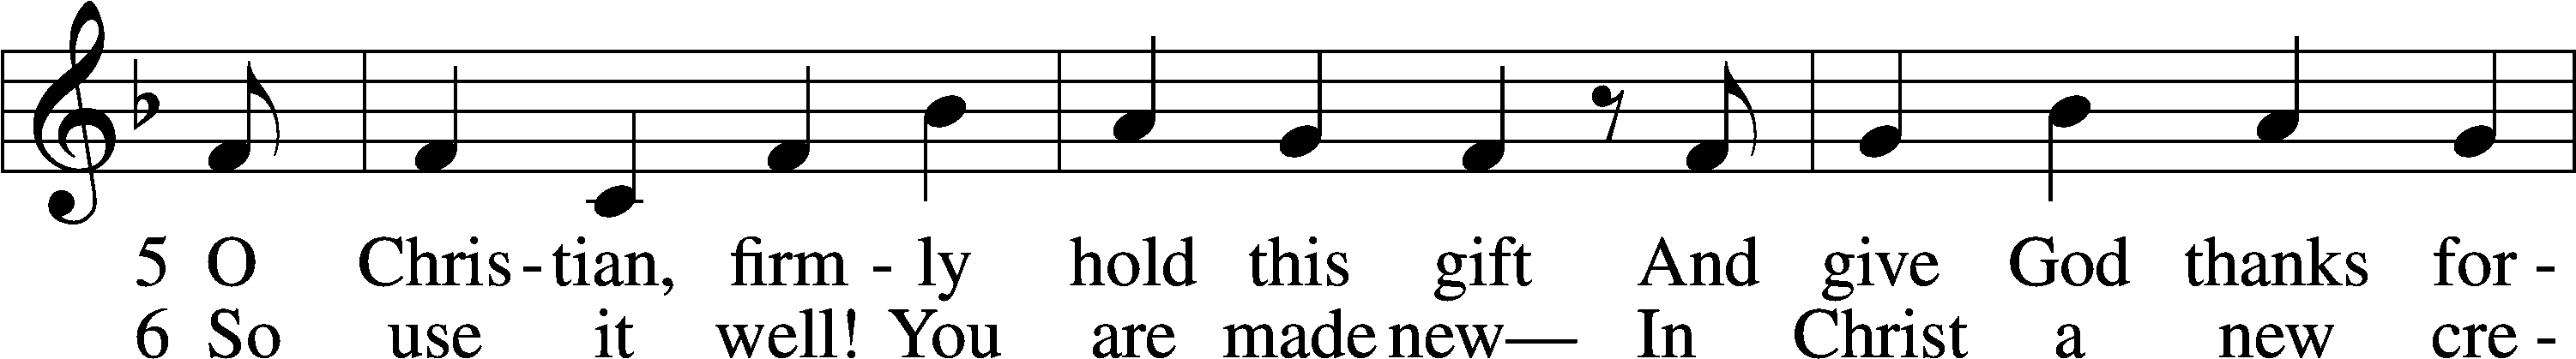 5 O Chris - tian, firm - ly hold this gift And give God thanks for -
6 So use it well! You are made new— In Christ a new cre -